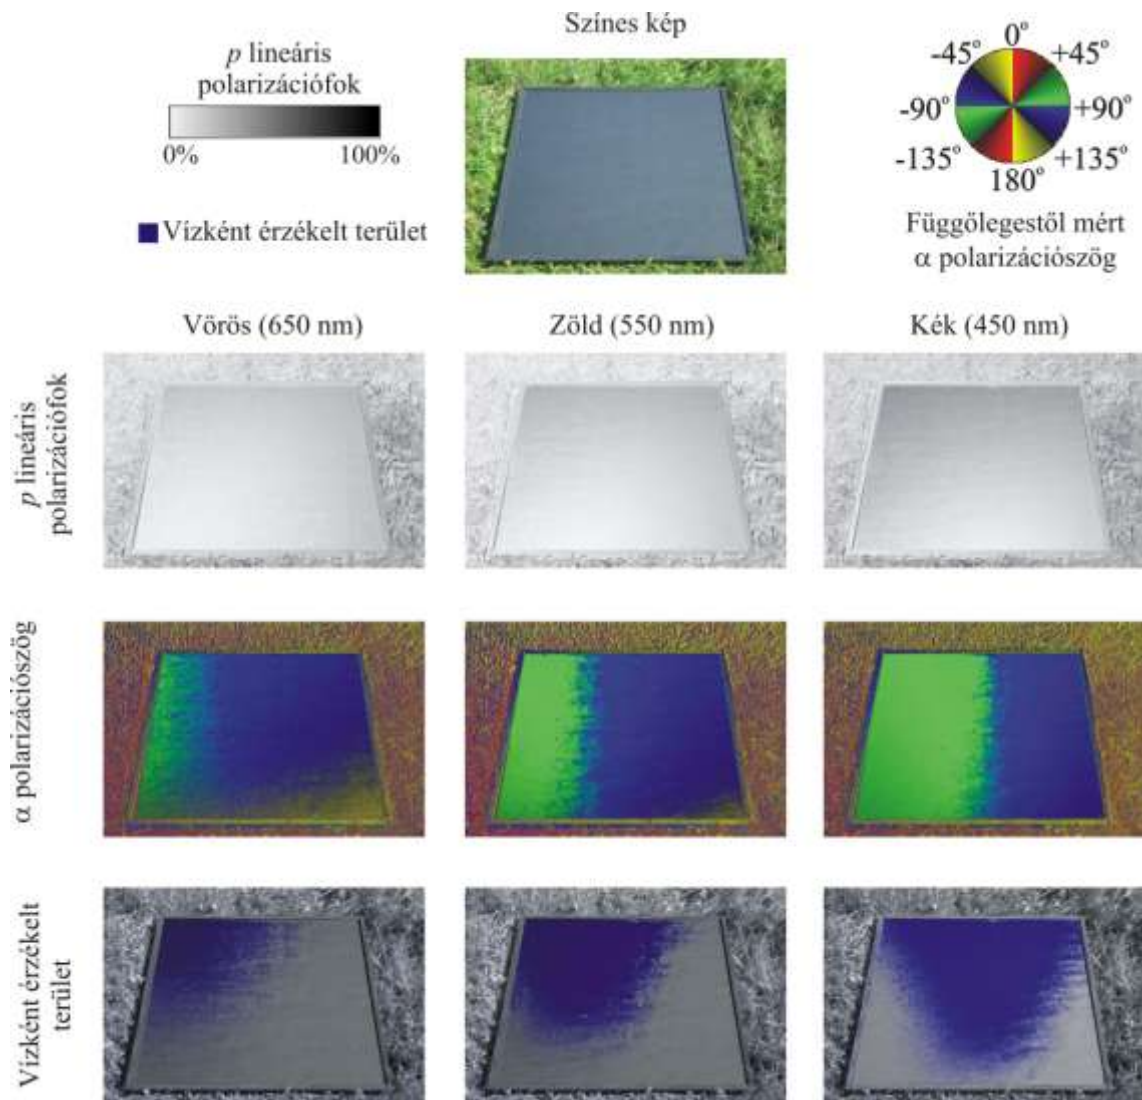 Színes kép
p lineáris
polarizációfok
0% 100%
Vízként érzékelt terület
0°
-45° +45°
-90° +90°
-135° +135°
180°
Függőlegestől mért
α polarizációszög
Vörös (650 nm) Zöld (550 nm) Kék (450 nm)
p lineáris
polarizációfok
α polarizációszög
Vízként érzékelt
terület